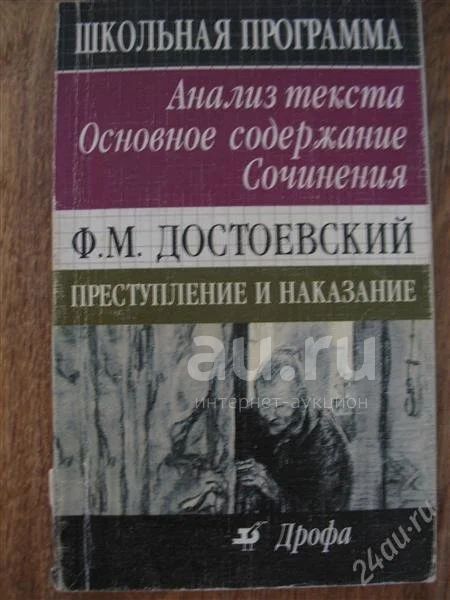 ШКОЛЬНАЯ ПРОГРАММА
Анализ текста
Основное содержание
Сочинения
Ф.М. ДОСТОЕВСКИЙ
ПРЕСТУПЛЕНИЕ И НАКАЗАНИЕ
au.ru
интернет-аукцион
Дрофа
24au.ru